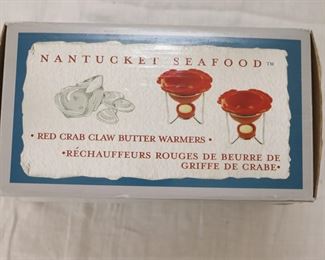 NANTUCKET SEAFOOD™
• RED CRAB CLAW BUTTER WARMERS •
•RÉCHAUFFEURS ROUGES DE BEURRE DE
GRIFFE DE CRABE•